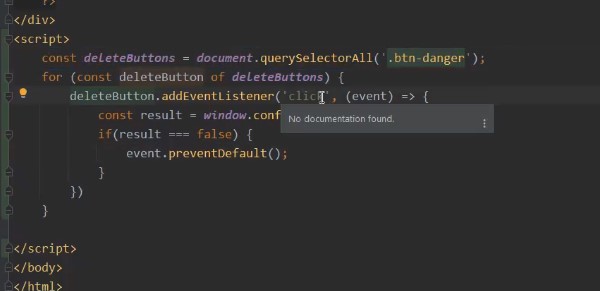 ?>
</div>
<script>
const deleteButtons = document.querySelectorAll('.btn-danger');
for (const deleteButton of deleteButtons) {
deleteButton.addEventListener('click', (event) => {
const result = window.conf
No documentation found.
if(result === false) {
event.preventDefault();
}
})
}
</script>
</body>
</html>